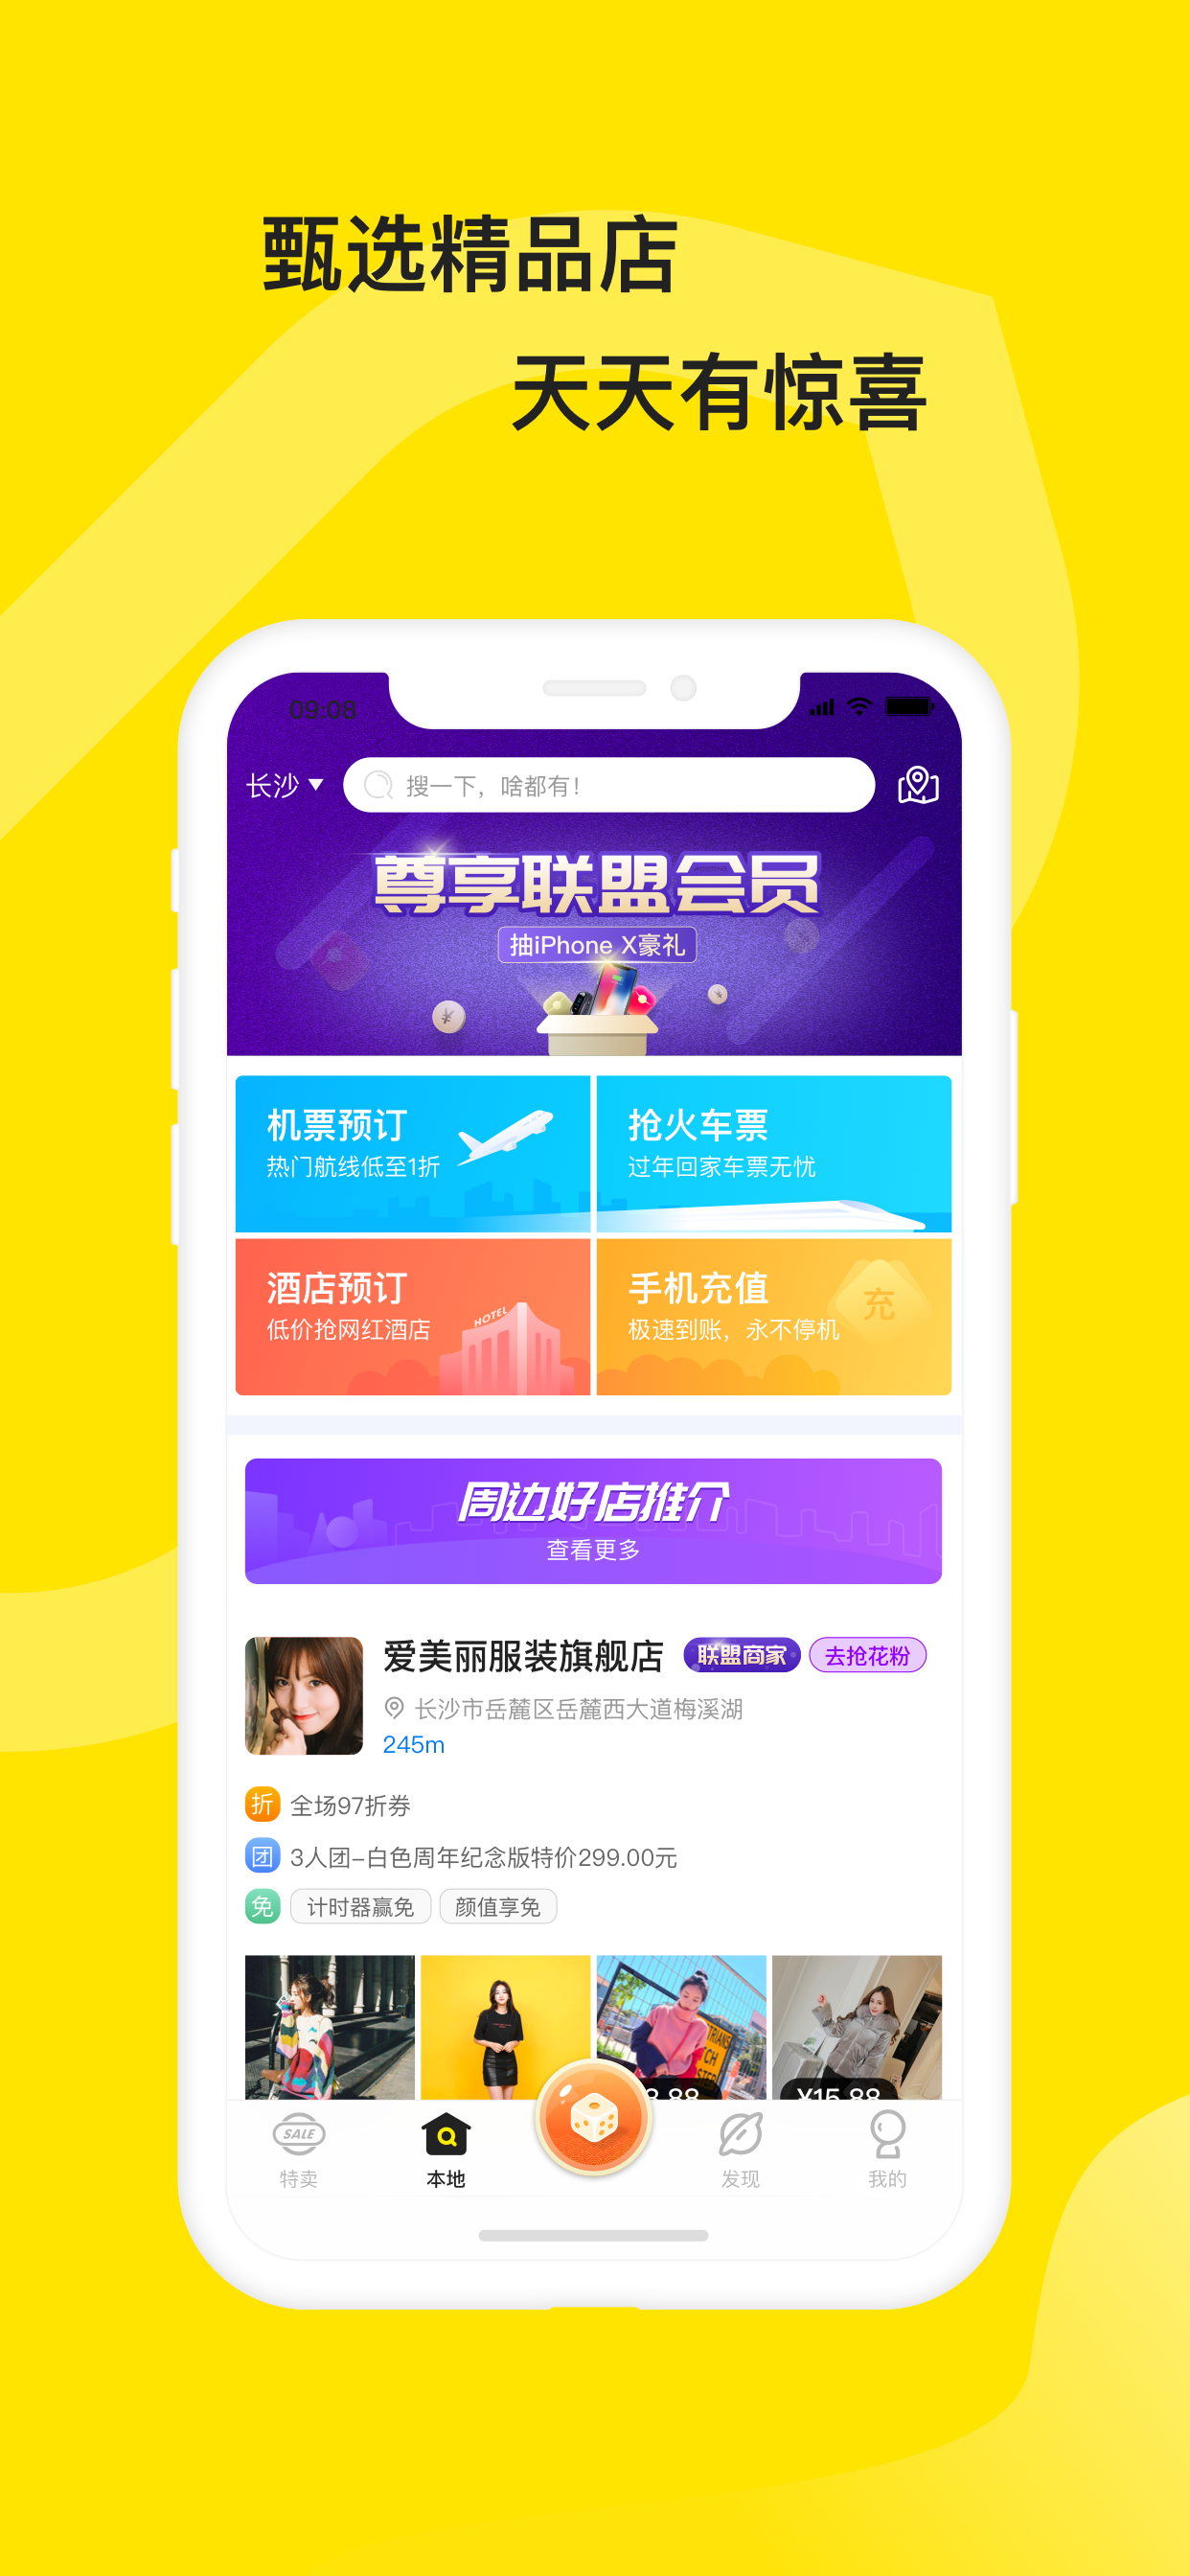 甄选精品店
天天有惊喜
09:08
长沙
搜一下，啥都有！
尊享联盟会员
抽iPhone X豪礼
机票预订
热门航线低至1折
抢火车票
过年回家车票无忧
酒店预订
低价抢网红酒店
HOTEL
手机充值
极速到账，永不停机
充
周边好店推介
查看更多
爱美丽服装旗舰店
联盟商家
去抢花粉
长沙市岳麓区岳麓西大道梅溪湖
245m
折 全场97折券
团 3人团-白色周年纪念版特价299.00元
免 计时器赢免 颜值享免
¥15.88
SALE
特卖
本地
发现
我的